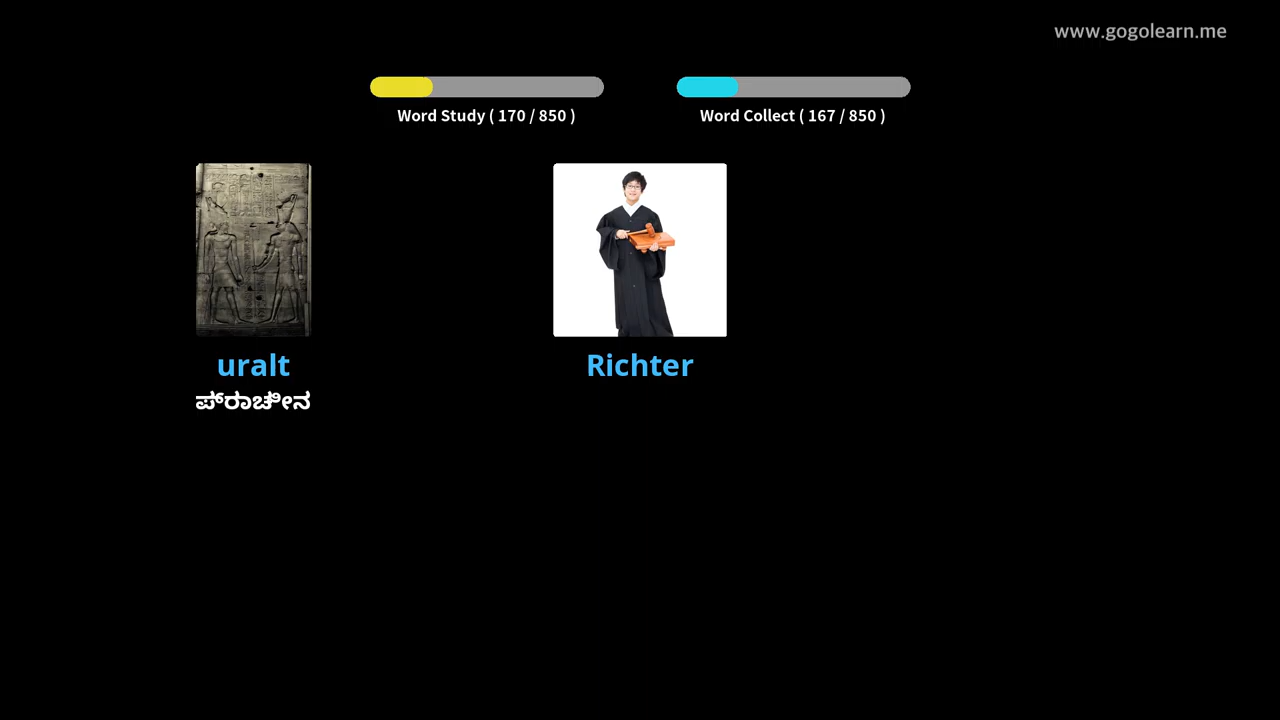 www.gogolearn.me
Word Study ( 170 / 850 )
Word Collect ( 167 / 850 )
uralt
Richter
ಪ್ರಾಚೀನ